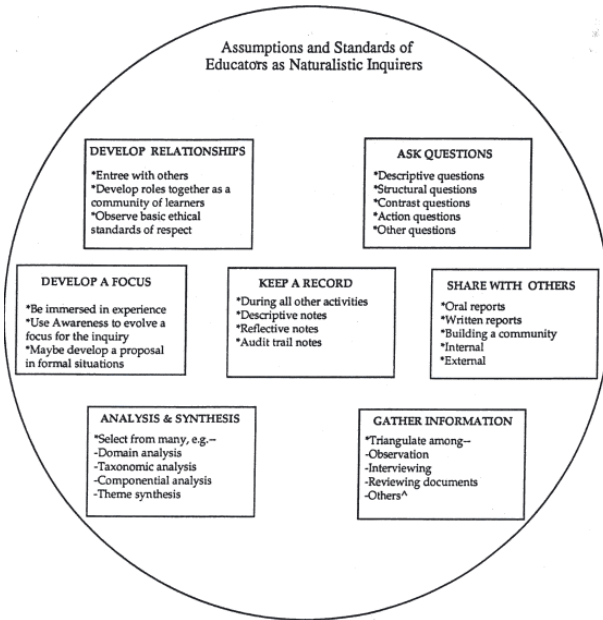 Assumptions and Standards of
Educators as Naturalistic Inquirers
DEVELOP RELATIONSHIPS
*Entree with others
*Develop roles together as a
community of learners
*Observe basic ethical
standards of respect
ASK QUESTIONS
*Descriptive questions
*Structural questions
*Contrast questions
*Action questions
*Other questions
DEVELOP A FOCUS
*Be immersed in experience
*Use Awareness to evolve a
focus for the inquiry
*Maybe develop a proposal
in formal situations
KEEP A RECORD
*During all other activities
*Descriptive notes
*Reflective notes
*Audit trail notes
SHARE WITH OTHERS
*Oral reports
*Written reports
*Building a community
*Internal
*External
ANALYSIS & SYNTHESIS
*Select from many, e.g.--
-Domain analysis
-Taxonomic analysis
-Componential analysis
-Theme synthesis
GATHER INFORMATION
*Triangulate among--
-Observation
-Interviewing
-Reviewing documents
-Others^